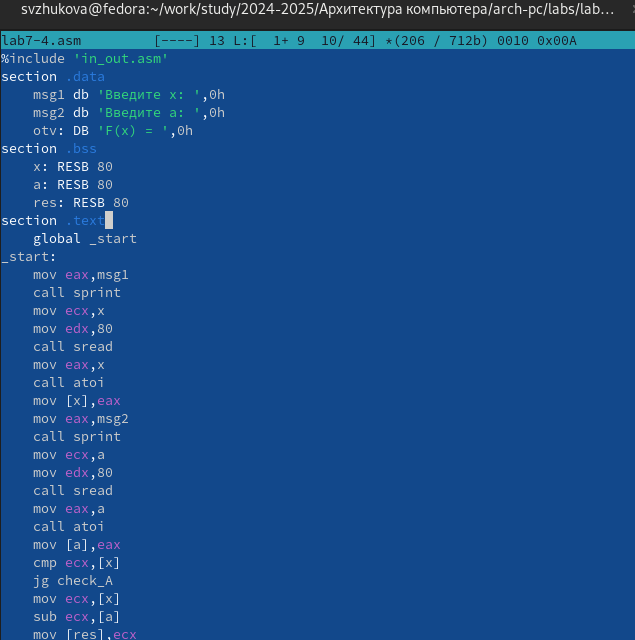 svzhukova@fedora:~/work/study/2024-2025/Архитектура компьютера/arch-pc/labs/lab...
lab7-4.asm [----] 13 L:[ 1+ 9 10/ 44] *(206 / 712b) 0010 0x00A
%include 'in_out.asm'
section .data
msg1 db 'Введите x: ',0h
msg2 db 'Введите a: ',0h
otv: DB 'F(x) = ',0h
section .bss
x: RESB 80
a: RESB 80
res: RESB 80
section .text
global _start
_start:
mov eax,msg1
call sprint
mov ecx,x
mov edx,80
call sread
mov eax,x
call atoi
mov [x],eax
mov eax,msg2
call sprint
mov ecx,a
mov edx,80
call sread
mov eax,a
call atoi
mov [a],eax
cmp ecx,[x]
jg check_A
mov ecx,[x]
sub ecx,[a]
mov [res],ecx